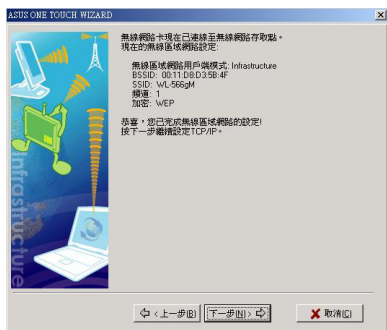 ASUS ONE TOUCH WIZARD
無線網路卡現在已連線至無線網路存取點。
現在的無線區域網路設定:
無線區域網路用戶端模式: Infrastructure
BSSID: 00:11:D8:D3:5B:4F
SSID: WL-566gM
頻道: 1
加密: WEP
恭喜，您已完成無線區域網路的設定!
按下一步繼續設定TCP/IP。
Infrastructure
<上一步(B)
下一步(N)>
取消(C)